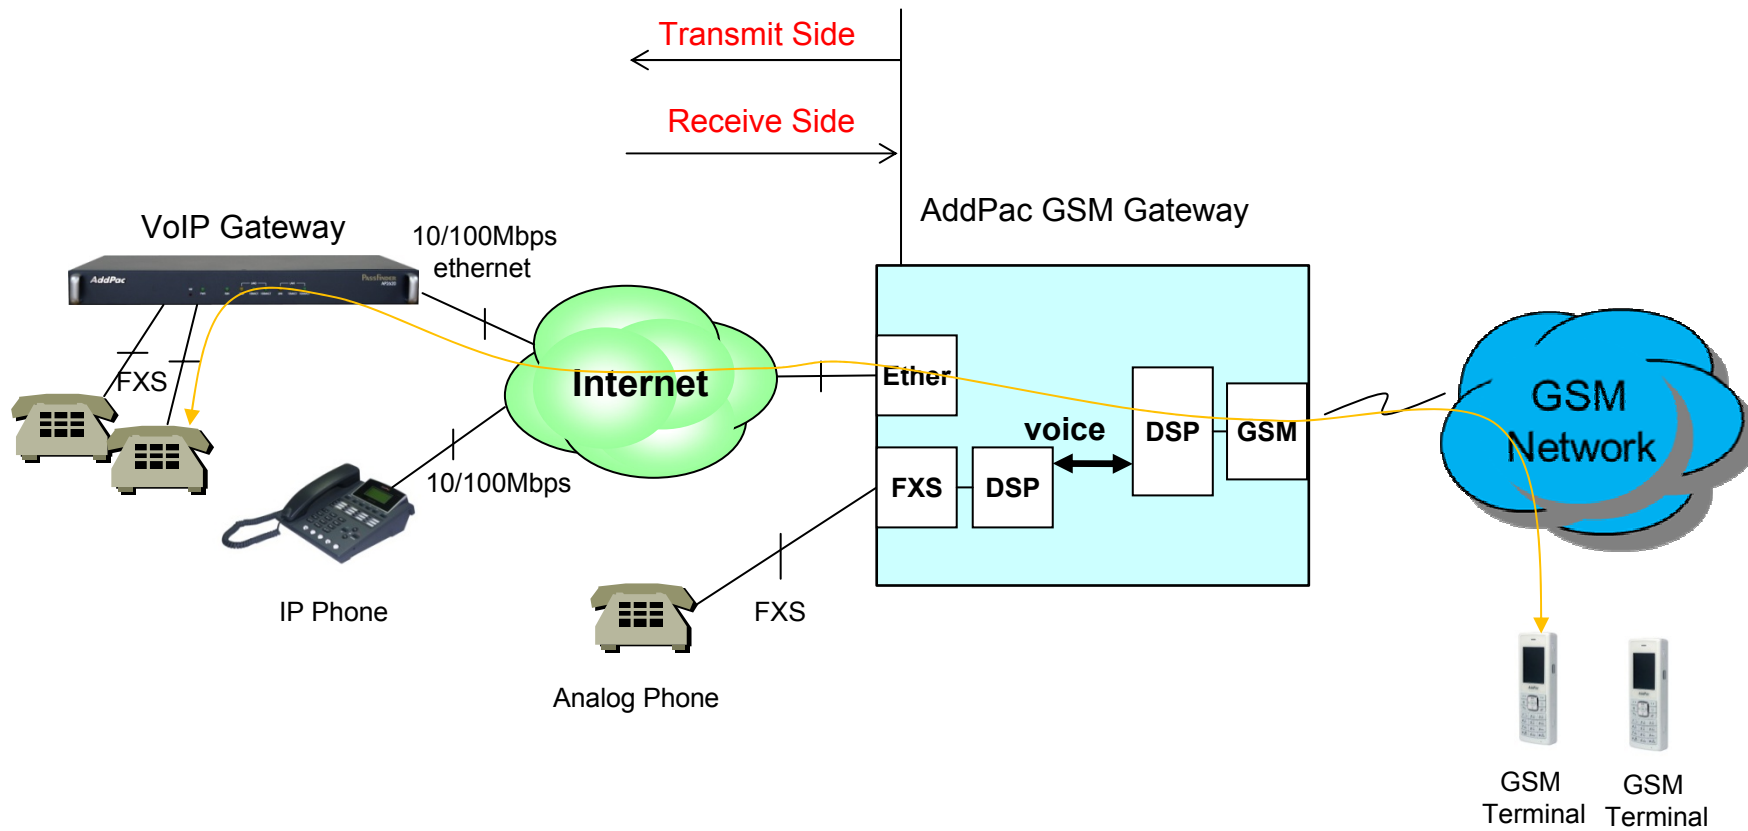 Transmit Side
Receive Side
AddPac GSM Gateway
VoIP Gateway
10/100Mbps
ethernet
AddPac
FXS
Internet
Ether
voice
DSP
GSM
FXS
DSP
GSM
Network
10/100Mbps
IP Phone
FXS
Analog Phone
GSM
Terminal
GSM
Terminal